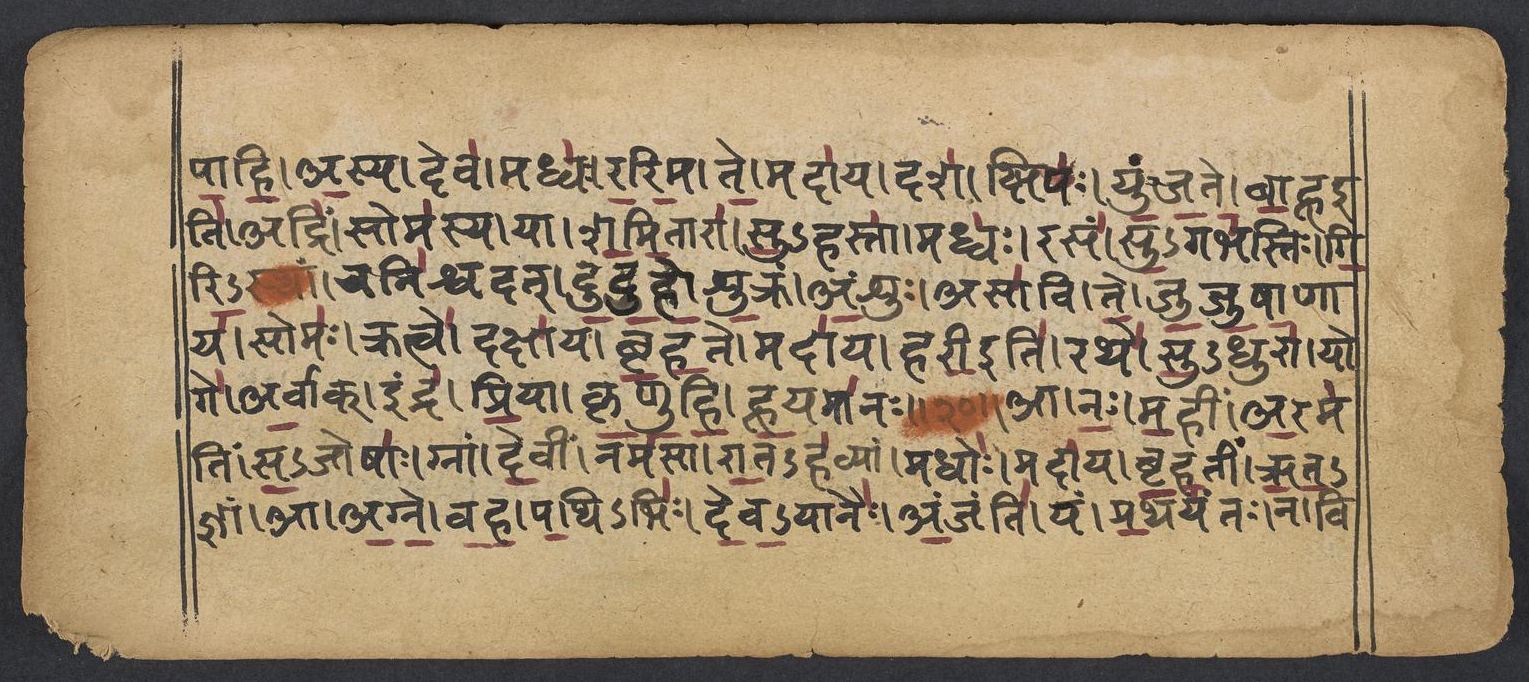 पाहि। अस्य। देव। मध्वः। ररिम। ते। मदाय। दश। क्षिपः। युंजते। बाहू इ
ति। अद्रिं। सोमस्य। या। शमितारा। सुऽहस्ता। मध्वः। रसं। सुऽगभस्तिः। गि
रिऽस्थां। चनिश्चदत्। दुदुहे। शुक्रं। अंशुः। असावि। ते। जुजुषाणा
य। सोमः। क्रत्वे। दक्षाय। बृहते। मदाय। हरी इति। रथे। सुऽधुरा। यो
गे। अर्वाक्। इंद्र। प्रिया। कृणुहि। हूयमानः॥ २०॥ आ। नः। महीं। अरम
तिं। सऽजोषाः। ग्नां। देवीं। नमसा। रातऽहव्यां। मधोः। मदाय। बृहतीं। ऋतऽ
ज्ञां। आ। अग्ने। वह। पथिऽभिः। देवऽयानैः। अंजंति। यं। प्रथयंतः। न। वि